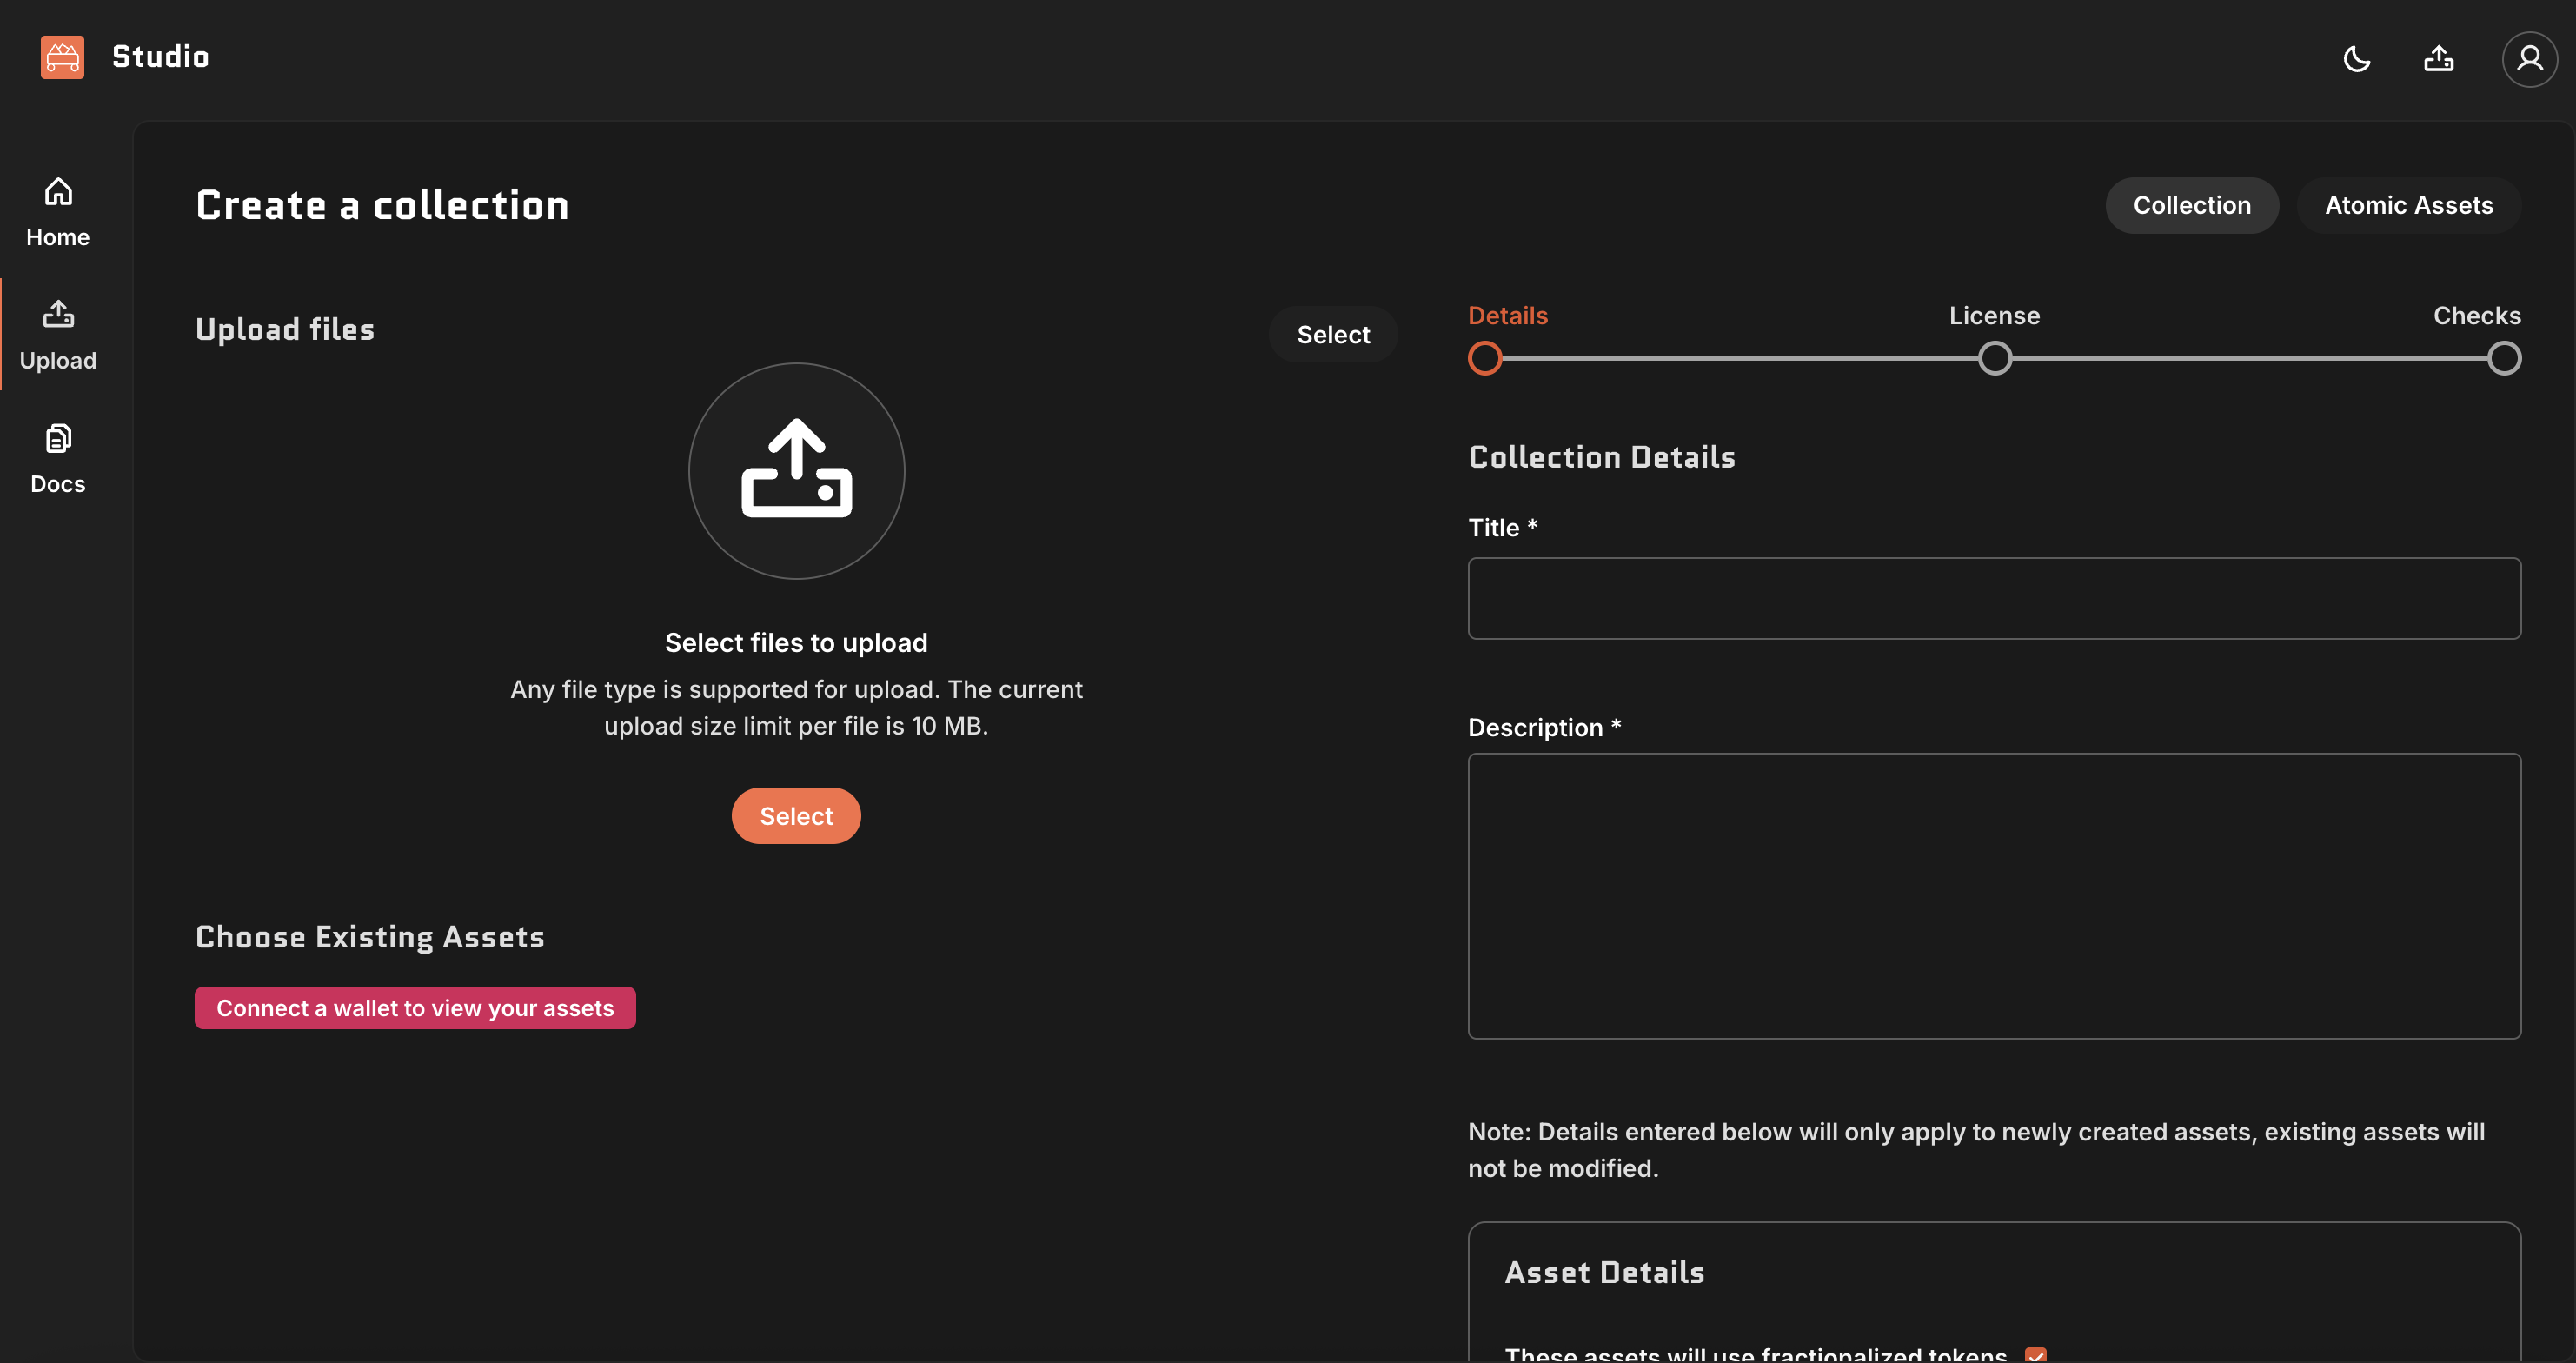 Studio
Home
Upload
Docs
Create a collection
Collection
Atomic Assets
Upload files
Select
Select files to upload
Any file type is supported for upload. The current
upload size limit per file is 10 MB.
Select
Choose Existing Assets
Connect a wallet to view your assets
Details
License
Checks
Collection Details
Title *
Description *
Note: Details entered below will only apply to newly created assets, existing assets will
not be modified.
Asset Details
These assets will use fractionalized tokens